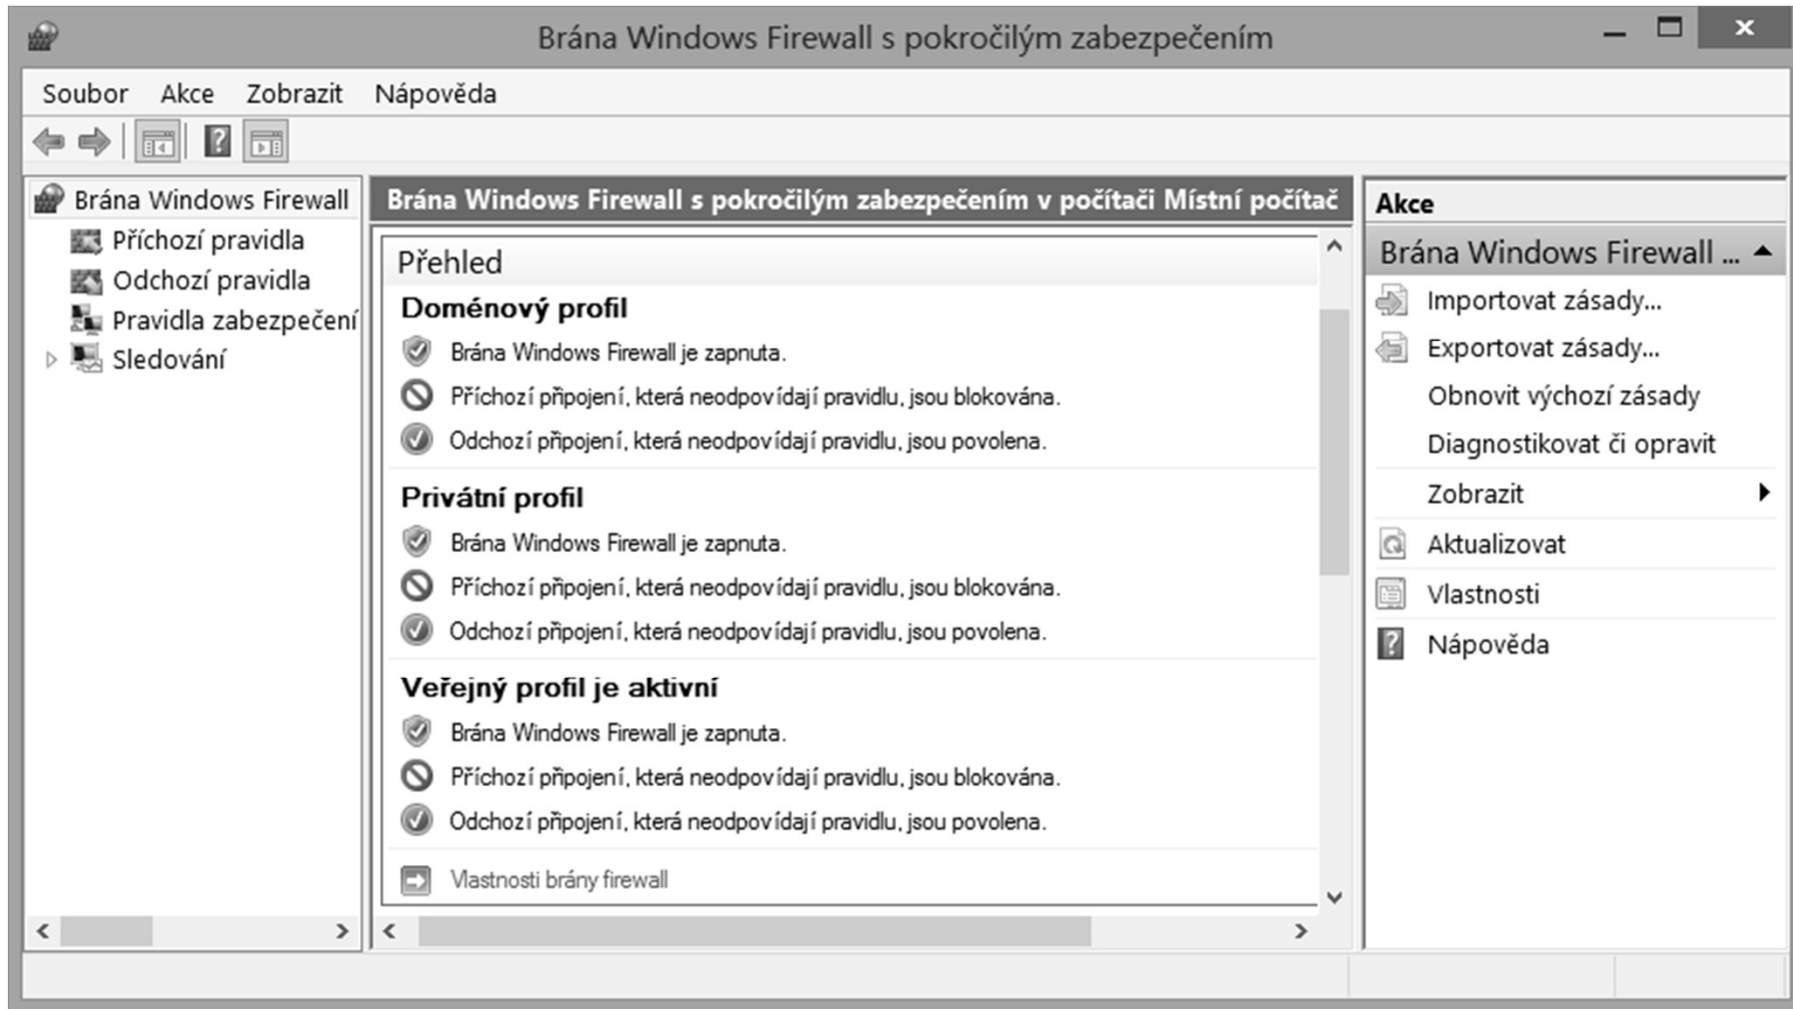 Brána Windows Firewall s pokročilým zabezpečením
Soubor Akce Zobrazit Nápověda
Brána Windows Firewall
Příchozí pravidla
Odchozí pravidla
Pravidla zabezpečení
Sledování
Brána Windows Firewall s pokročilým zabezpečením v počítači Místní počítač
Přehled
Doménový profil
Brána Windows Firewall je zapnuta.
Příchozí připojení, která neodpovídají pravidlu, jsou blokována.
Odchozí připojení, která neodpovídají pravidlu, jsou povolena.
Privátní profil
Brána Windows Firewall je zapnuta.
Příchozí připojení, která neodpovídají pravidlu, jsou blokována.
Odchozí připojení, která neodpovídají pravidlu, jsou povolena.
Veřejný profil je aktivní
Brána Windows Firewall je zapnuta.
Příchozí připojení, která neodpovídají pravidlu, jsou blokována.
Odchozí připojení, která neodpovídají pravidlu, jsou povolena.
Vlastnosti brány firewall
Akce
Brána Windows Firewall ...
Importovat zásady...
Exportovat zásady...
Obnovit výchozí zásady
Diagnostikovat či opravit
Zobrazit
Aktualizovat
Vlastnosti
Nápověda